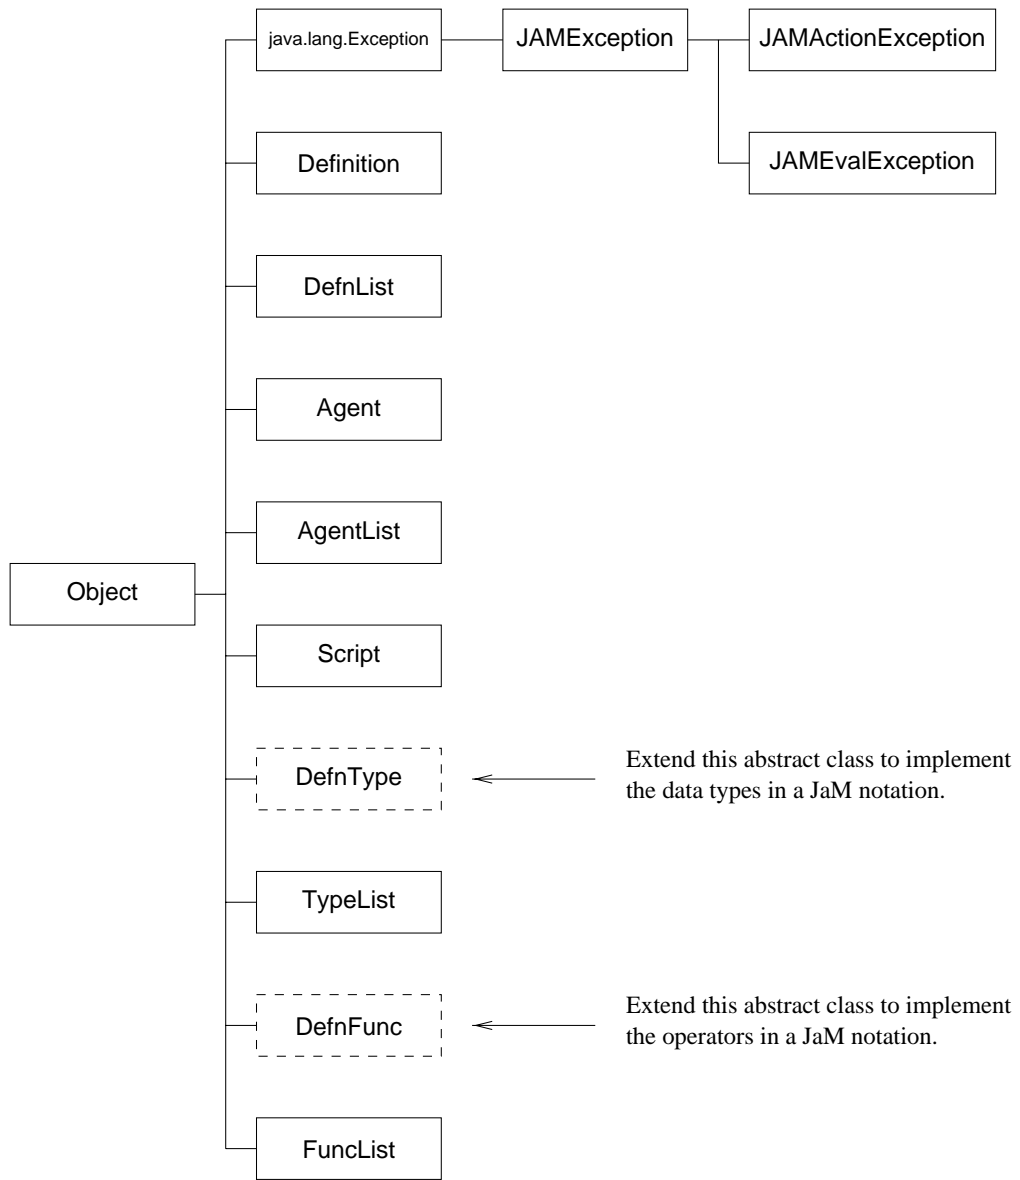 java.lang.Exception
JAMException
JAMActionException
Definition
JAMEvalException
DefnList
Agent
AgentList
Object
Script
DefnType
Extend this abstract class to implement
the data types in a JaM notation.
TypeList
DefnFunc
Extend this abstract class to implement
the operators in a JaM notation.
FuncList